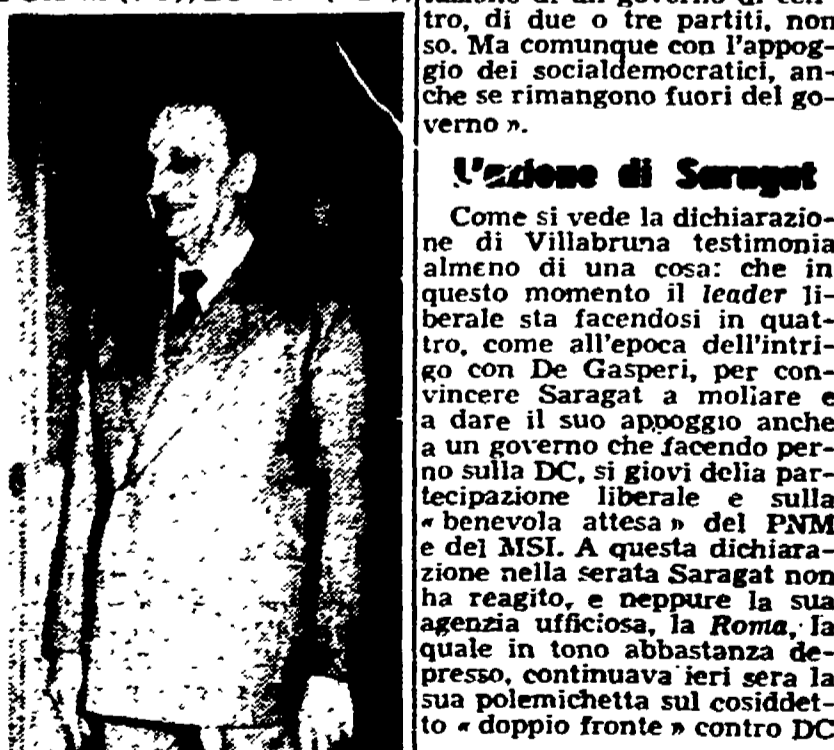 tro, di due o tre partiti, non
so. Ma comunque con l'appog-
gio dei socialdemocratici, an-
che se rimangono fuori del go-
verno ».
L'azione di Saragat
Come si vede la dichiarazio-
ne di Villabruna testimonia
almeno di una cosa: che in
questo momento il leader li-
berale sta facendosi in quat-
tro, come all'epoca dell'intri-
go con De Gasperi, per con-
vincere Saragat a moliare e
a dare il suo appoggio anche
a un governo che facendo per-
no sulla DC, si giovi della par-
tecipazione liberale e sulla
« benevola attesa » del PNM
e del MSI. A questa dichiara-
zione nella serata Saragat non
ha reagito, e neppure la sua
agenzia ufficiosa, la Roma, la
quale in tono abbastanza de-
presso, continuava ieri sera la
sua polemichetta sul cosiddet-
to « doppio fronte » contro DC